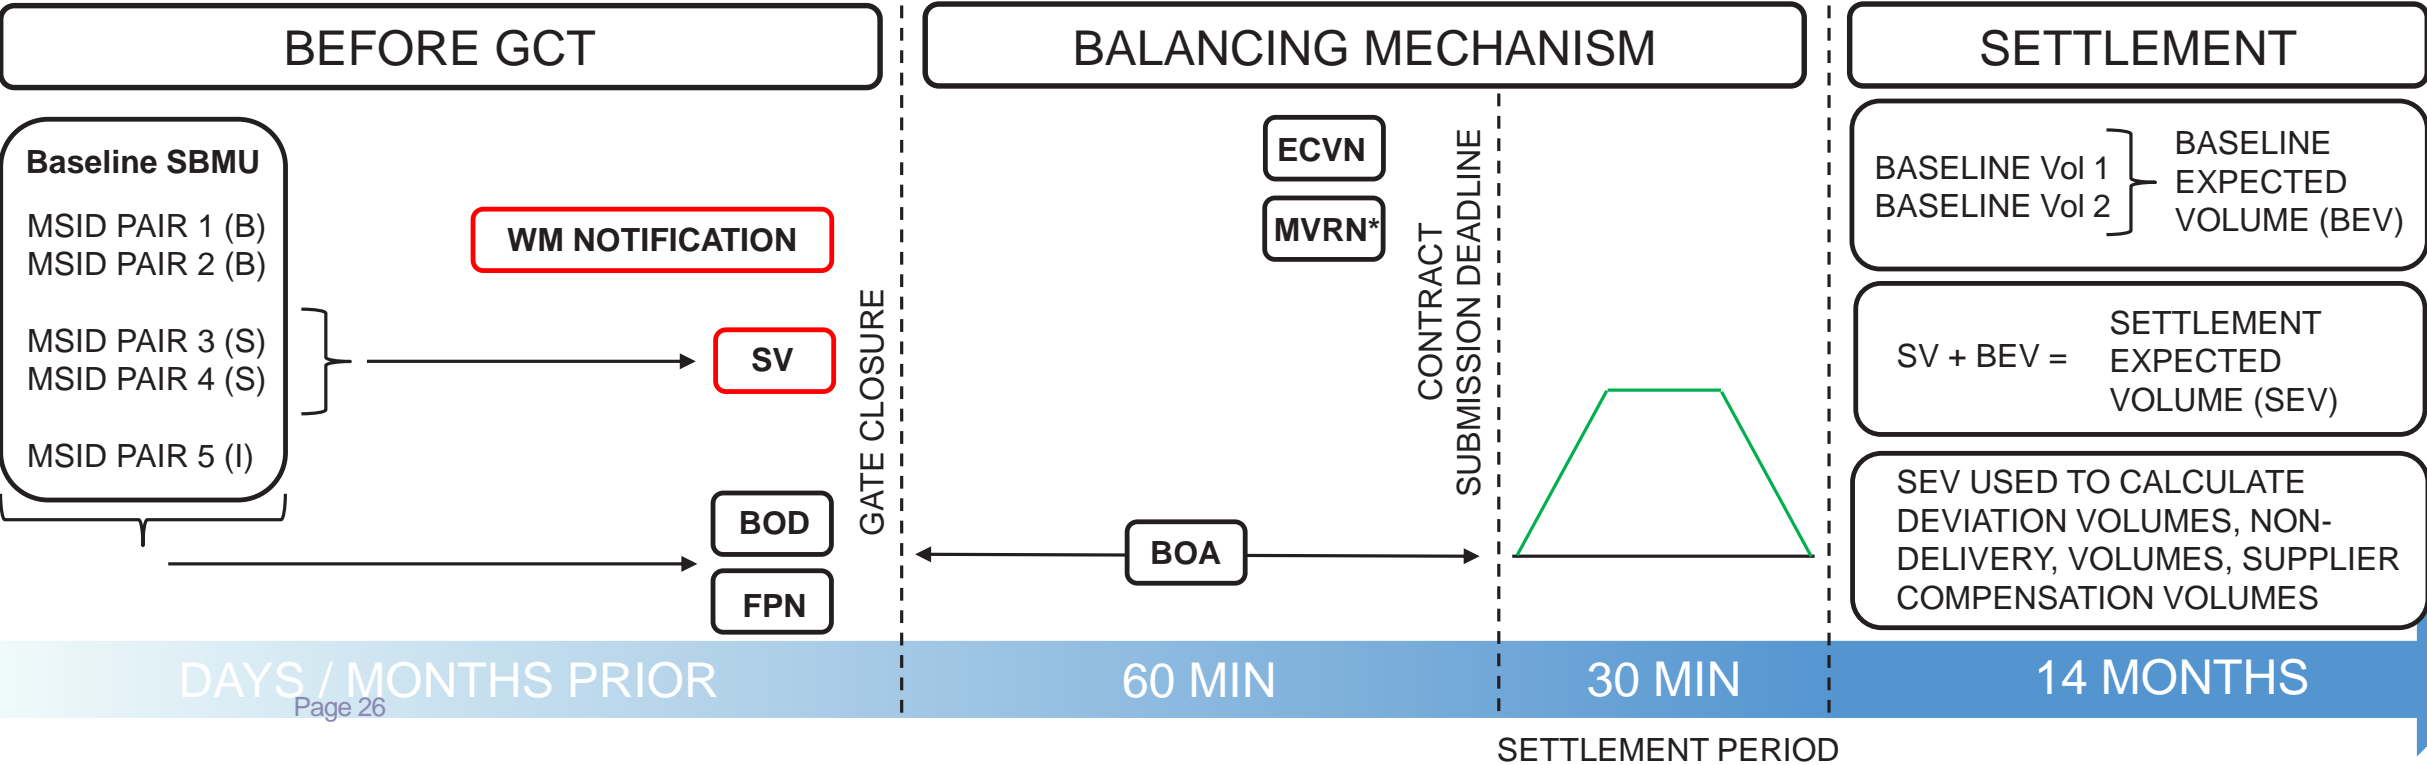 BEFORE GCT
BALANCING MECHANISM
SETTLEMENT
Baseline SBMU
MSID PAIR 1 (B)
MSID PAIR 2 (B)
MSID PAIR 3 (S)
MSID PAIR 4 (S)
MSID PAIR 5 (I)
WM NOTIFICATION
SV
BOD
FPN
GATE CLOSURE
ECVN
MVRN*
BOA
CONTRACT
SUBMISSION DEADLINE
BASELINE Vol 1
BASELINE Vol 2
BASELINE
EXPECTED
VOLUME (BEV)
SV + BEV =
SETTLEMENT
EXPECTED
VOLUME (SEV)
SEV USED TO CALCULATE
DEVIATION VOLUMES, NON-
DELIVERY, VOLUMES, SUPPLIER
COMPENSATION VOLUMES
DAYS / MONTHS PRIOR
60 MIN
30 MIN
14 MONTHS
Page 26
SETTLEMENT PERIOD